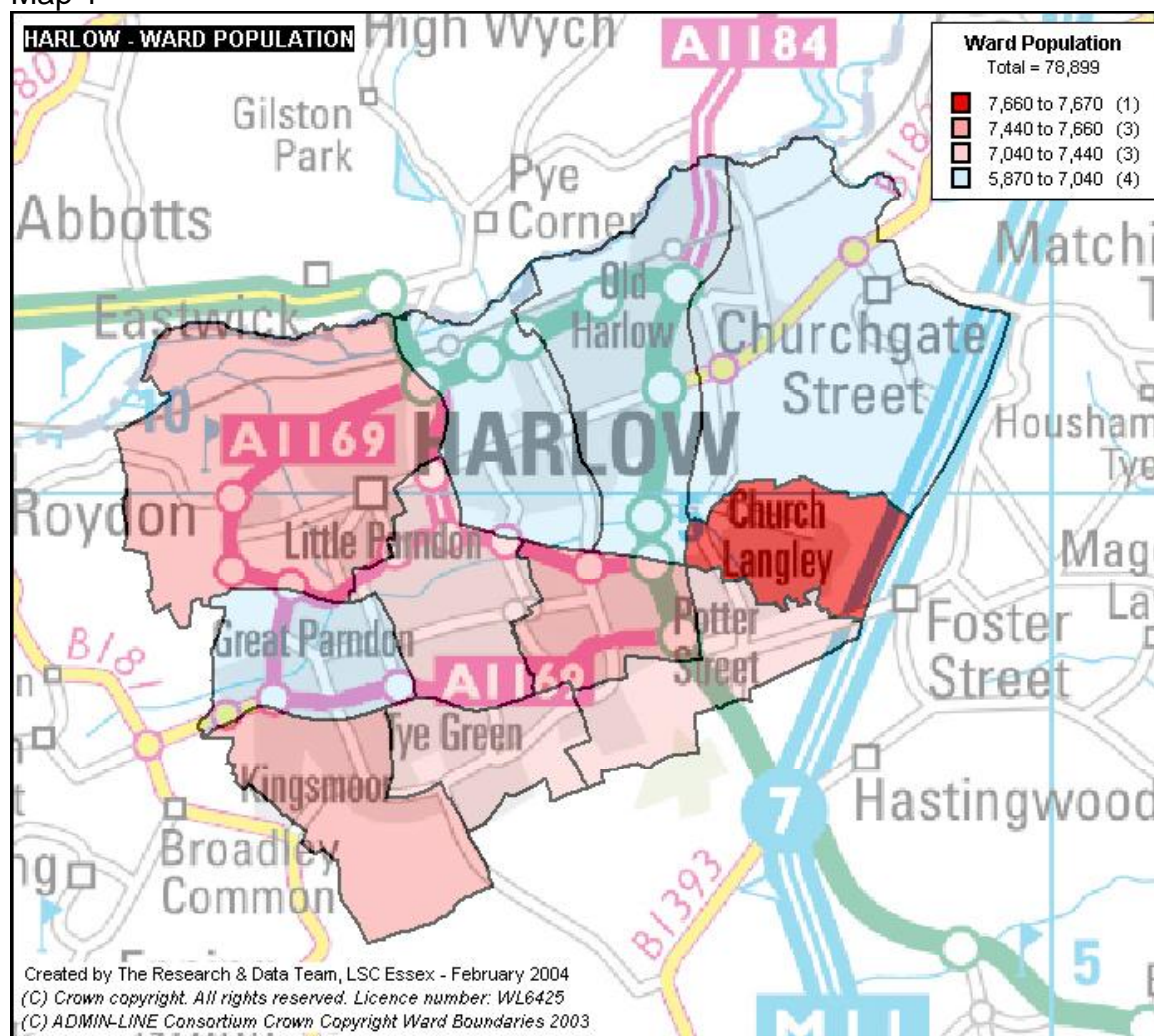 Map 1
HARLOW - WARD POPULATION
High Wych
A1184
Ward Population
Total = 78,899
7,660 to 7,670 (1)
7,440 to 7,660 (3)
7,040 to 7,440 (3)
5,870 to 7,040 (4)
Gilston
Park
Pye
Corner
Abbotts
Eastwick
Old
Harlow
Churchgate
Street
Matchi
10
A1169
HARLOW
Housham
Tye
Roydon
Little Parndon
5
Church
Langley
Mag
La
Great Parndon
Potter
Street
Foster
Street
B181
A1169
Tye Green
Kingsmoor
7
Hastingwood
Broadley
Common
B1393
5
M11
Created by The Research & Data Team, LSC Essex - February 2004
(C) Crown copyright. All rights reserved. Licence number: WL6425
(C) ADMIN-LINE Consortium Crown Copyright Ward Boundaries 2003